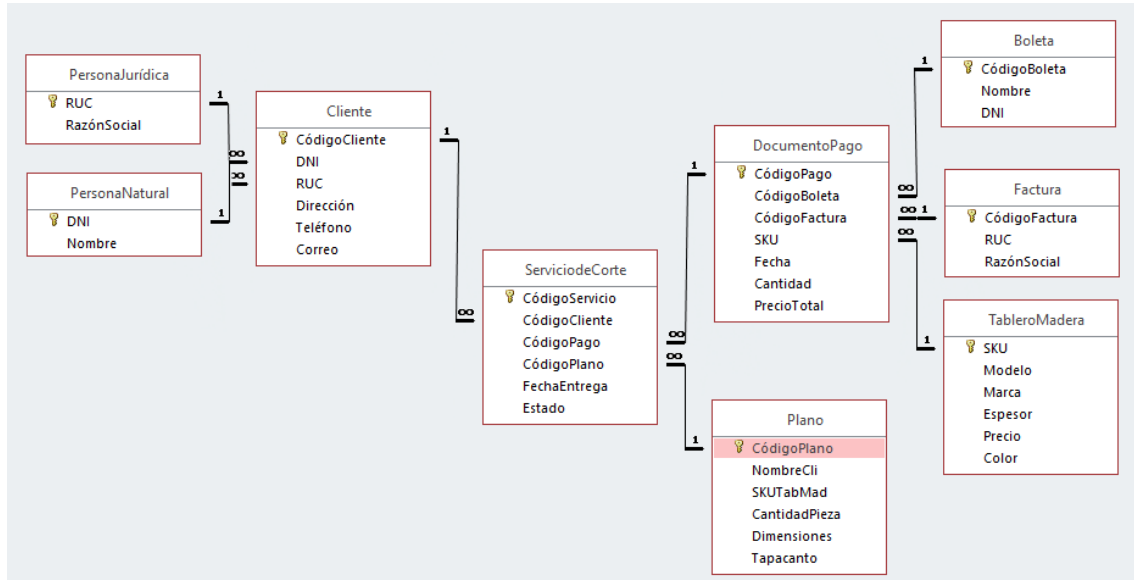 PersonaJurídica
RUC
RazónSocial
PersonaNatural
DNI
Nombre
Cliente
CódigoCliente
DNI
RUC
Dirección
Teléfono
Correo
ServiciodeCorte
CódigoServicio
CódigoCliente
CódigoPago
CódigoPlano
FechaEntrega
Estado
DocumentoPago
CódigoPago
CódigoBoleta
CódigoFactura
SKU
Fecha
Cantidad
PrecioTotal
Plano
CódigoPlano
NombreCli
SKUTabMad
CantidadPieza
Dimensiones
Tapacanto
Boleta
CódigoBoleta
Nombre
DNI
Factura
CódigoFactura
RUC
RazónSocial
TableroMadera
SKU
Modelo
Marca
Espesor
Precio
Color
1
∞
∞
1
1
∞
1
∞
∞
1
1
∞
∞ 1
∞
1